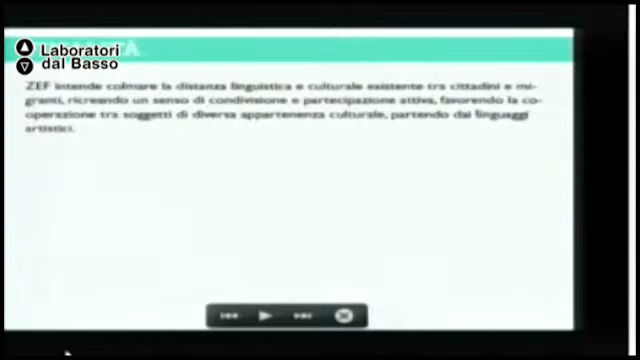 Laboratori
dal Basso
ZEF intende colmare la distanza linguistica e culturale esistente tra cittadini e mi-
granti, ricreando un senso di condivisione e partecipazione attiva, favorendo la co-
operazione tra soggetti di diversa appartenenza culturale, partendo dai linguaggi
artistici.